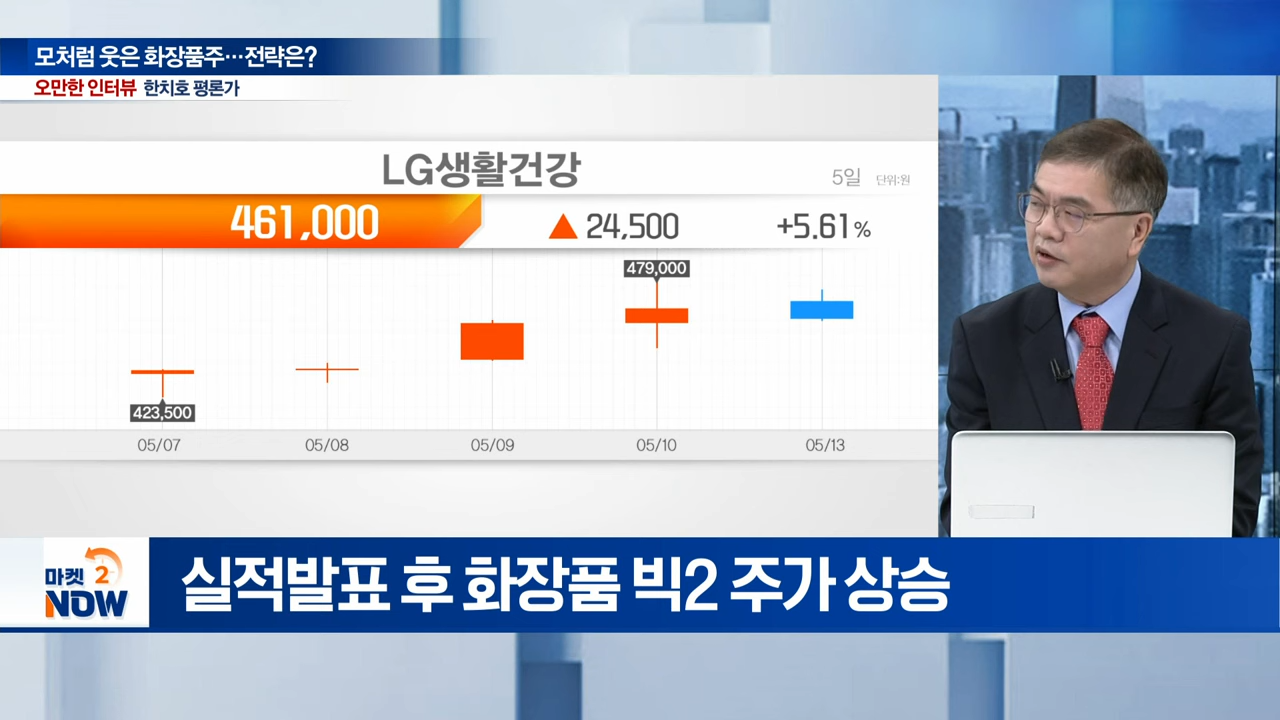 모처럼 웃은 화장품주…전략은?
오만한 인터뷰 한치호 평론가
LG생활건강
5일 단위:원
461,000 ▲ 24,500 +5.61%
479,000
423,500
05/07 05/08 05/09 05/10 05/13
마켓 2
NOW
실적발표 후 화장품 빅2 주가 상승